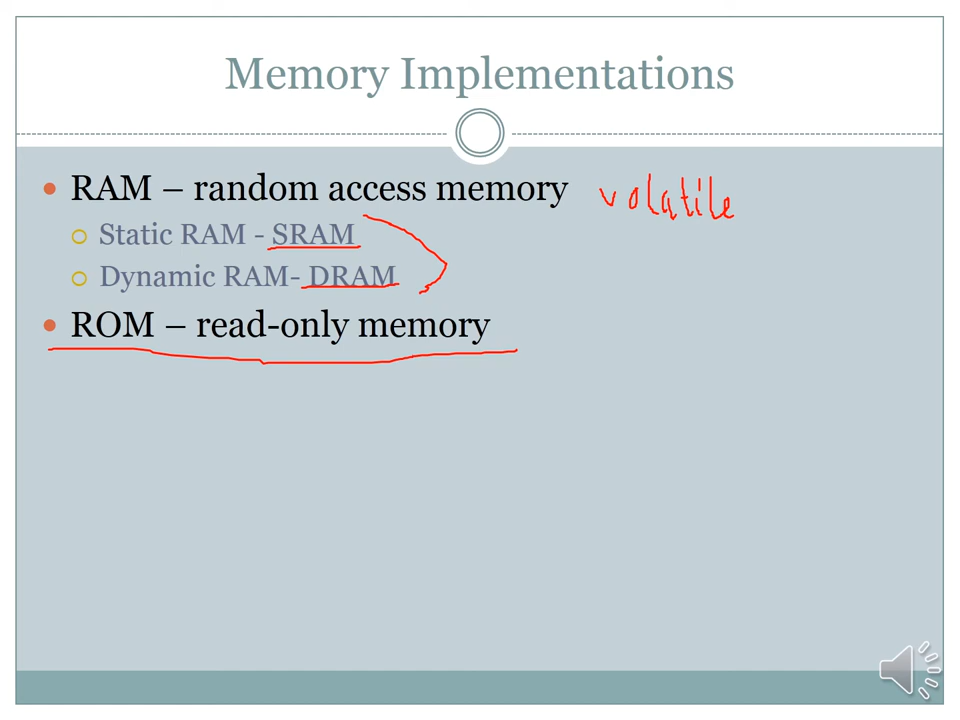 Memory Implementations
RAM – random access memory volatile
Static RAM - SRAM
Dynamic RAM- DRAM
ROM – read-only memory